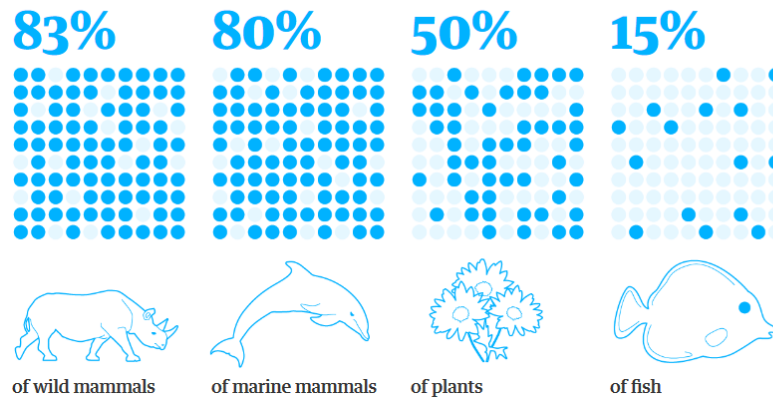 83% 80% 50% 15%
of wild mammals of marine mammals of plants of fish